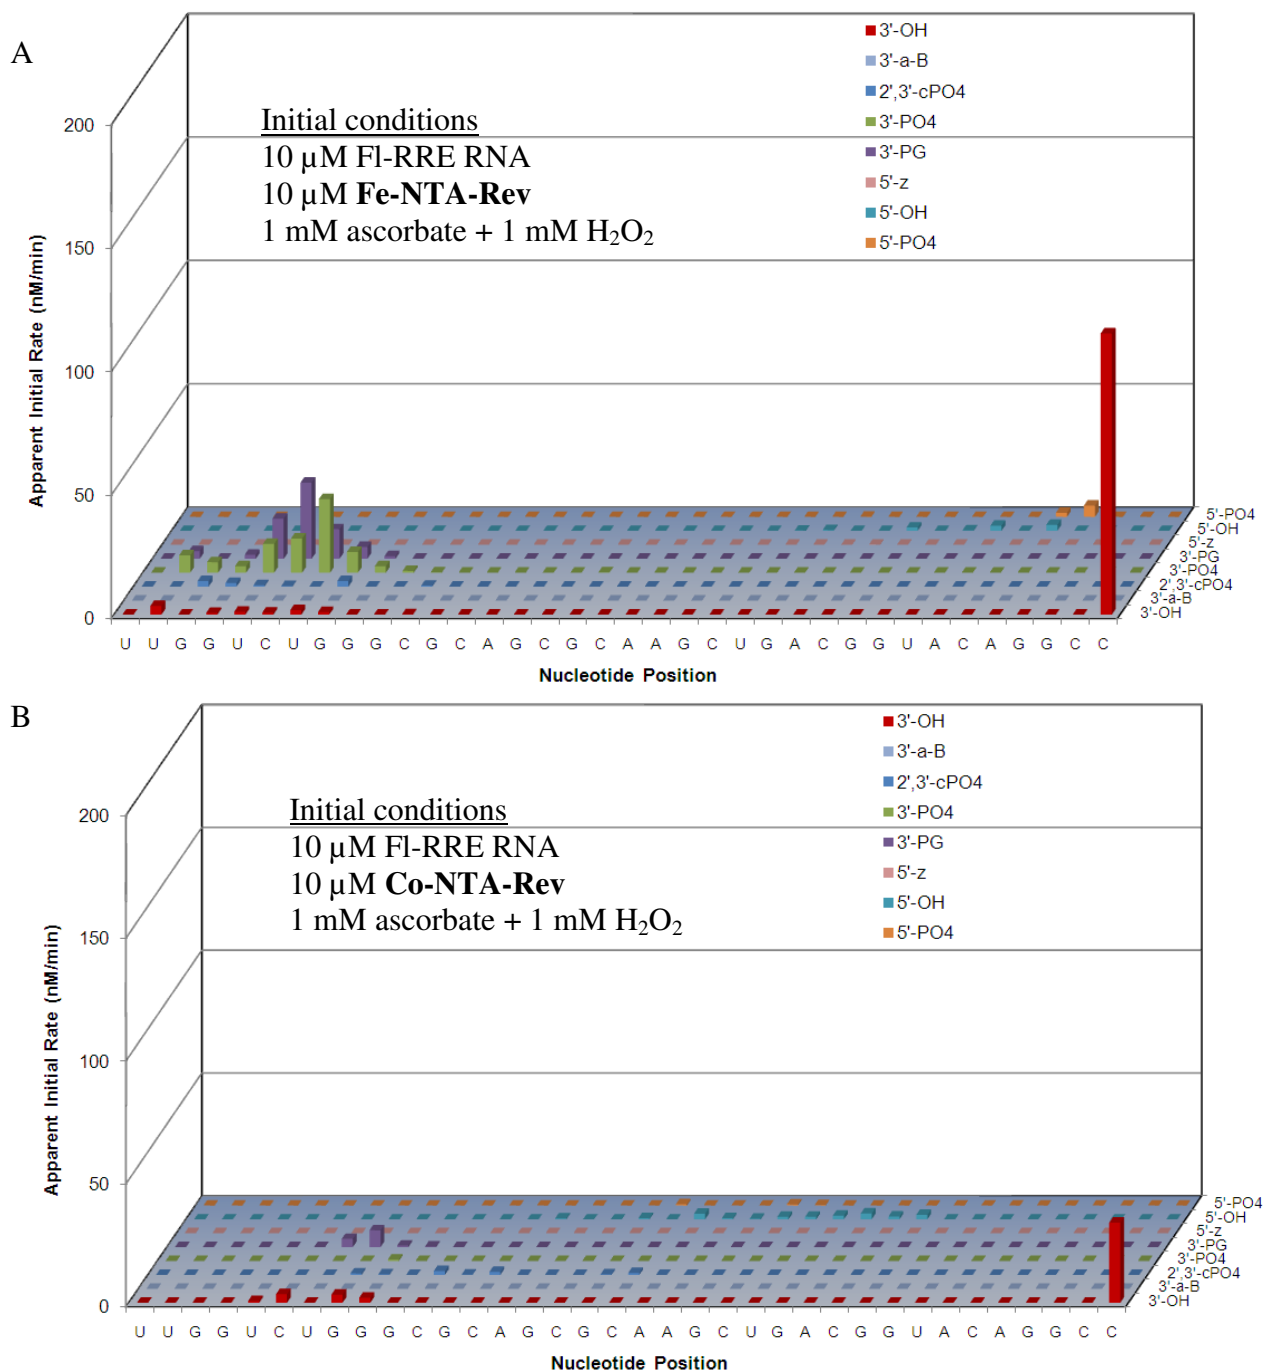 A
3'-OH
3'-a-B
2',3'-cPO4
3'-PO4
3'-PG
5'-z
5'-OH
5'-PO4
Initial conditions
10 µM Fl-RRE RNA
10 µM Fe-NTA-Rev
1 mM ascorbate + 1 mM H₂O₂
Apparent Initial Rate (nM/min)
200
150
100
50
0
5'-PO4
5'-OH
5'-z
3'-PG
3'-PO4
2',3'-cPO4
3'-a-B
3'-OH
U U G G U C U G G G C G C A G C G C A A G C U G A C G G U A C A G G C C
Nucleotide Position
B
3'-OH
3'-a-B
2',3'-cPO4
3'-PO4
3'-PG
5'-z
5'-OH
5'-PO4
Initial conditions
10 µM Fl-RRE RNA
10 µM Co-NTA-Rev
1 mM ascorbate + 1 mM H₂O₂
Apparent Initial Rate (nM/min)
200
150
100
50
0
5'-PO4
5'-OH
5'-z
3'-PG
3'-PO4
2',3'-cPO4
3'-a-B
3'-OH
U U G G U C U G G G C G C A G C G C A A G C U G A C G G U A C A G G C C
Nucleotide Position